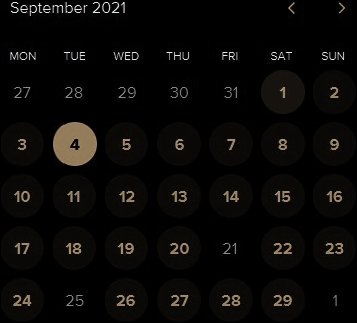 September 2021 < >
MON TUE WED THU FRI SAT SUN
27 28 29 30 31 1 2
3 4 5 6 7 8 9
10 11 12 13 14 15 16
17 18 19 20 21 22 23
24 25 26 27 28 29 1